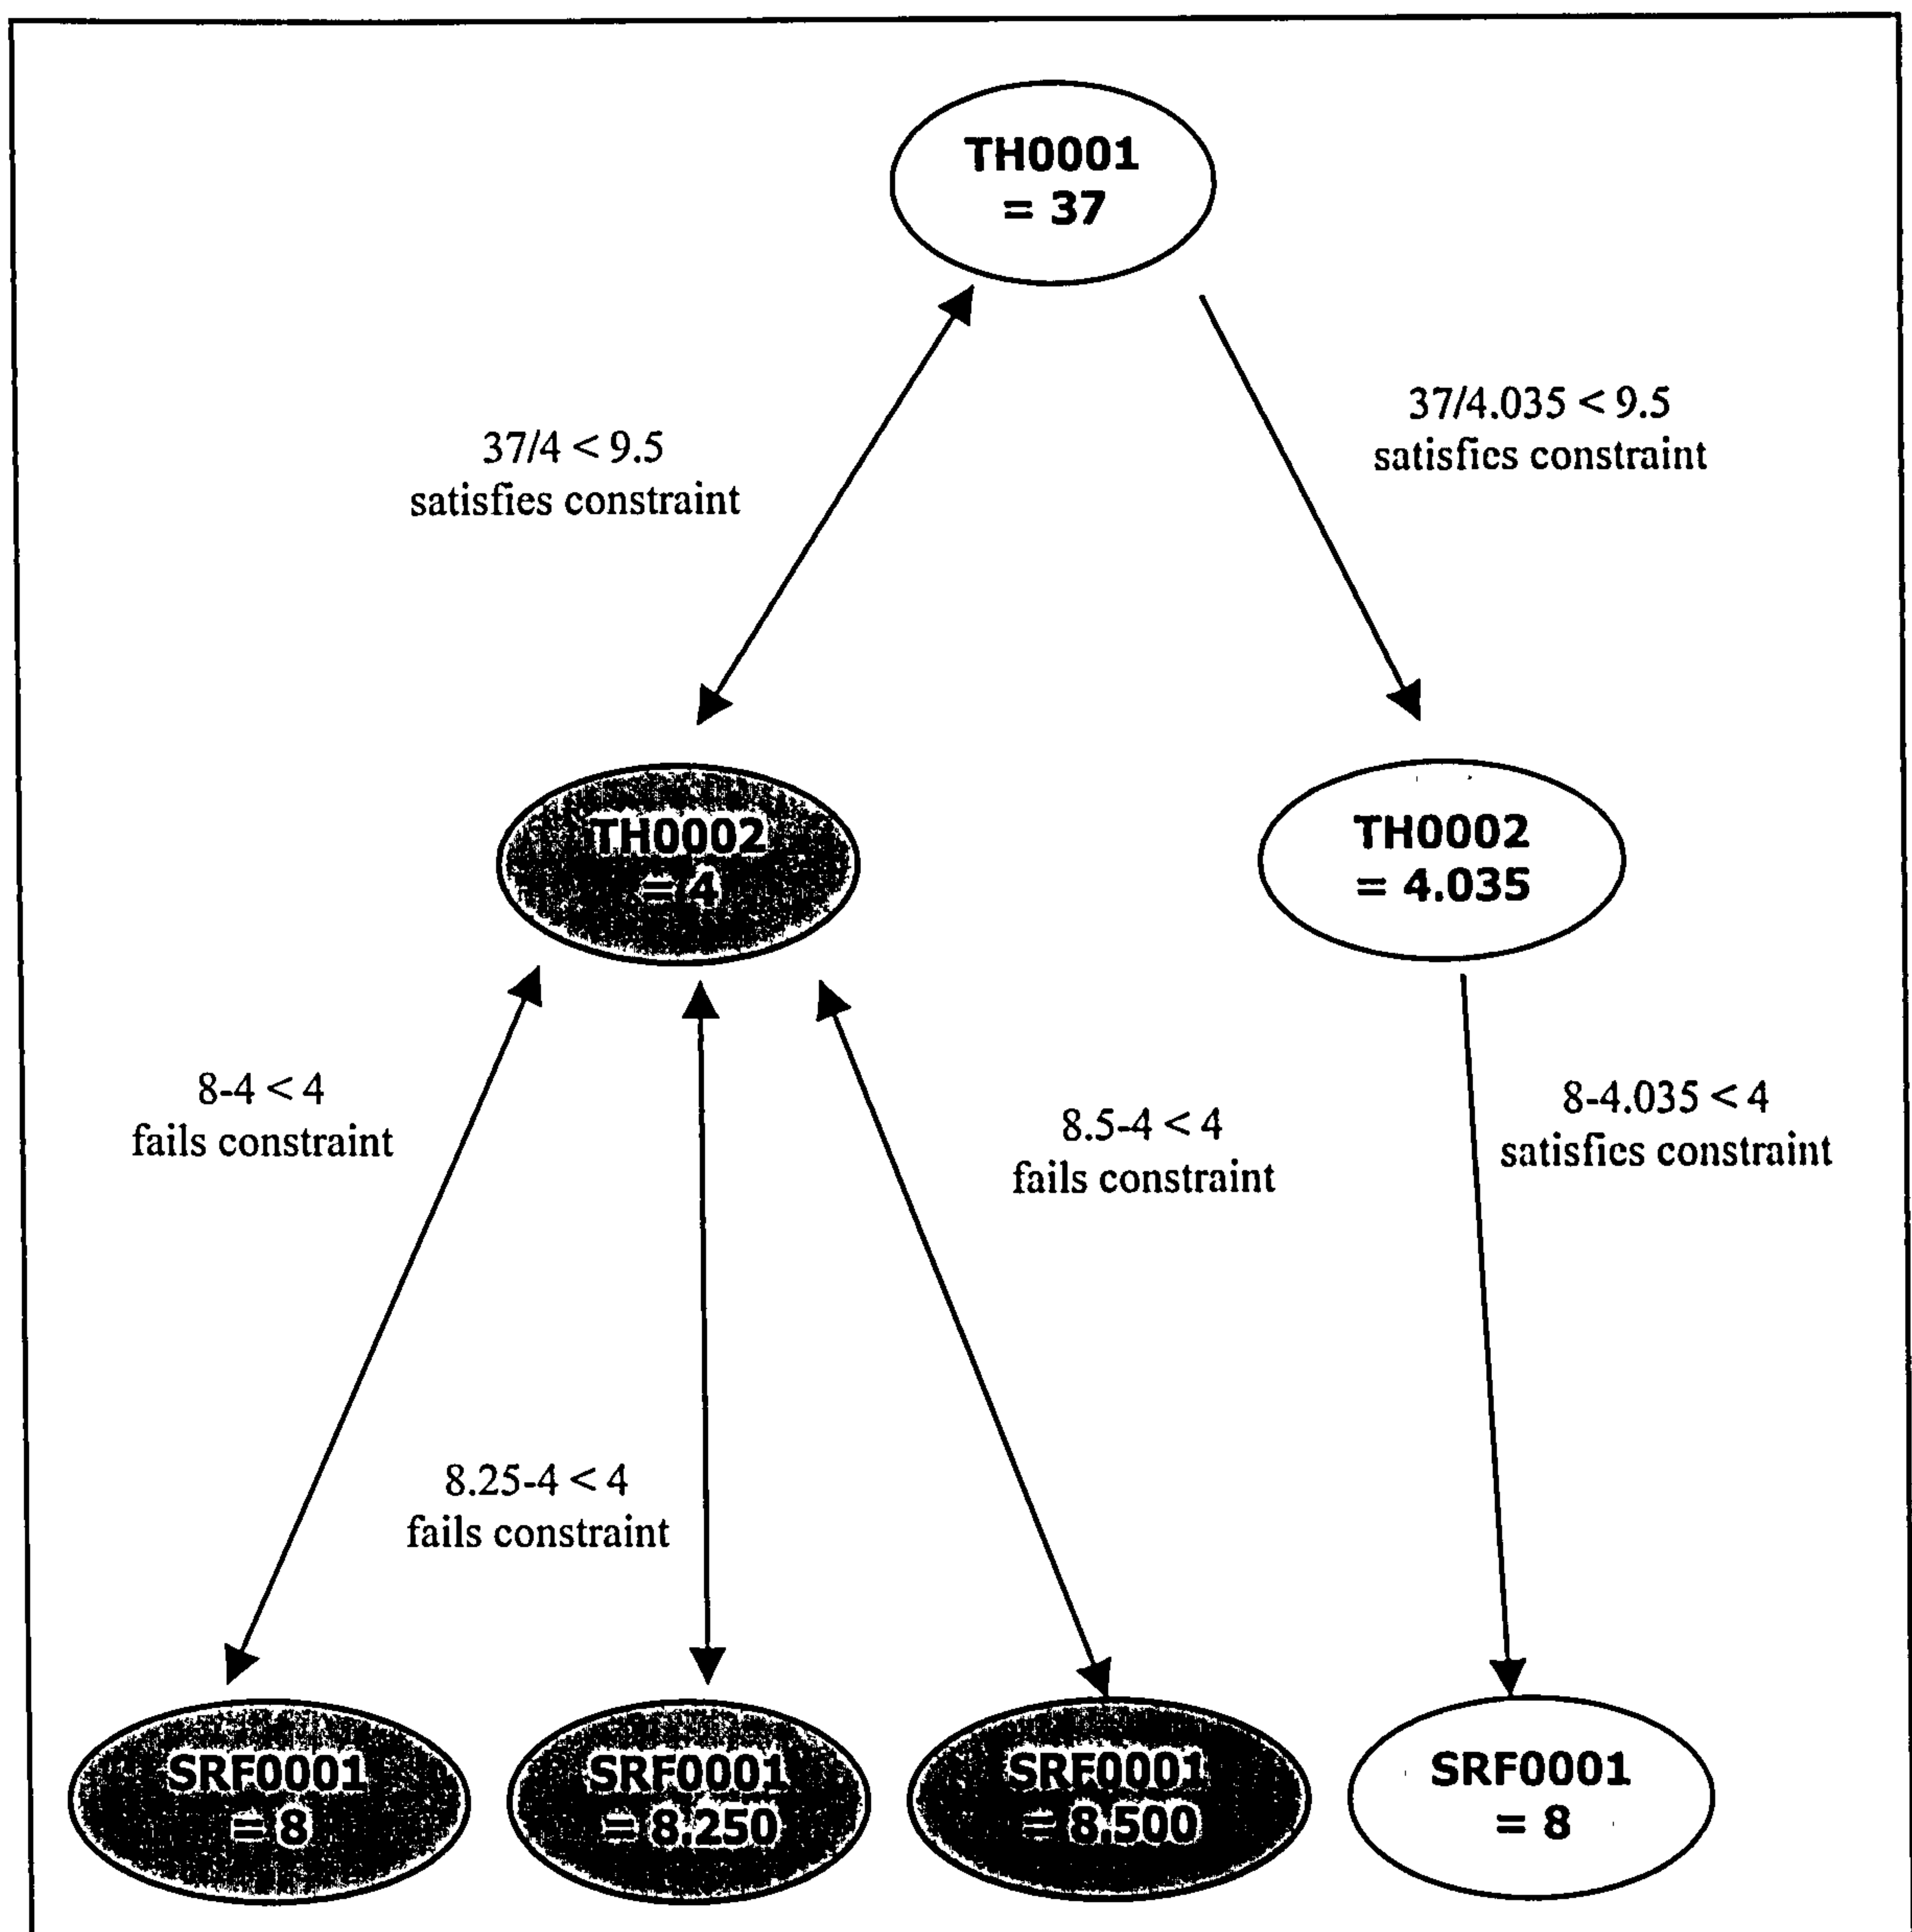 TH0001
= 37
37/4 < 9.5
satisfies constraint
37/4.035 < 9.5
satisfies constraint
TH0002
= 4
TH0002
= 4.035
8-4 < 4
fails constraint
8.25-4 < 4
fails constraint
8.5-4 < 4
fails constraint
8-4.035 < 4
satisfies constraint
SRF0001
= 8
SRF0001
= 8.250
SRF0001
= 8.500
SRF0001
= 8